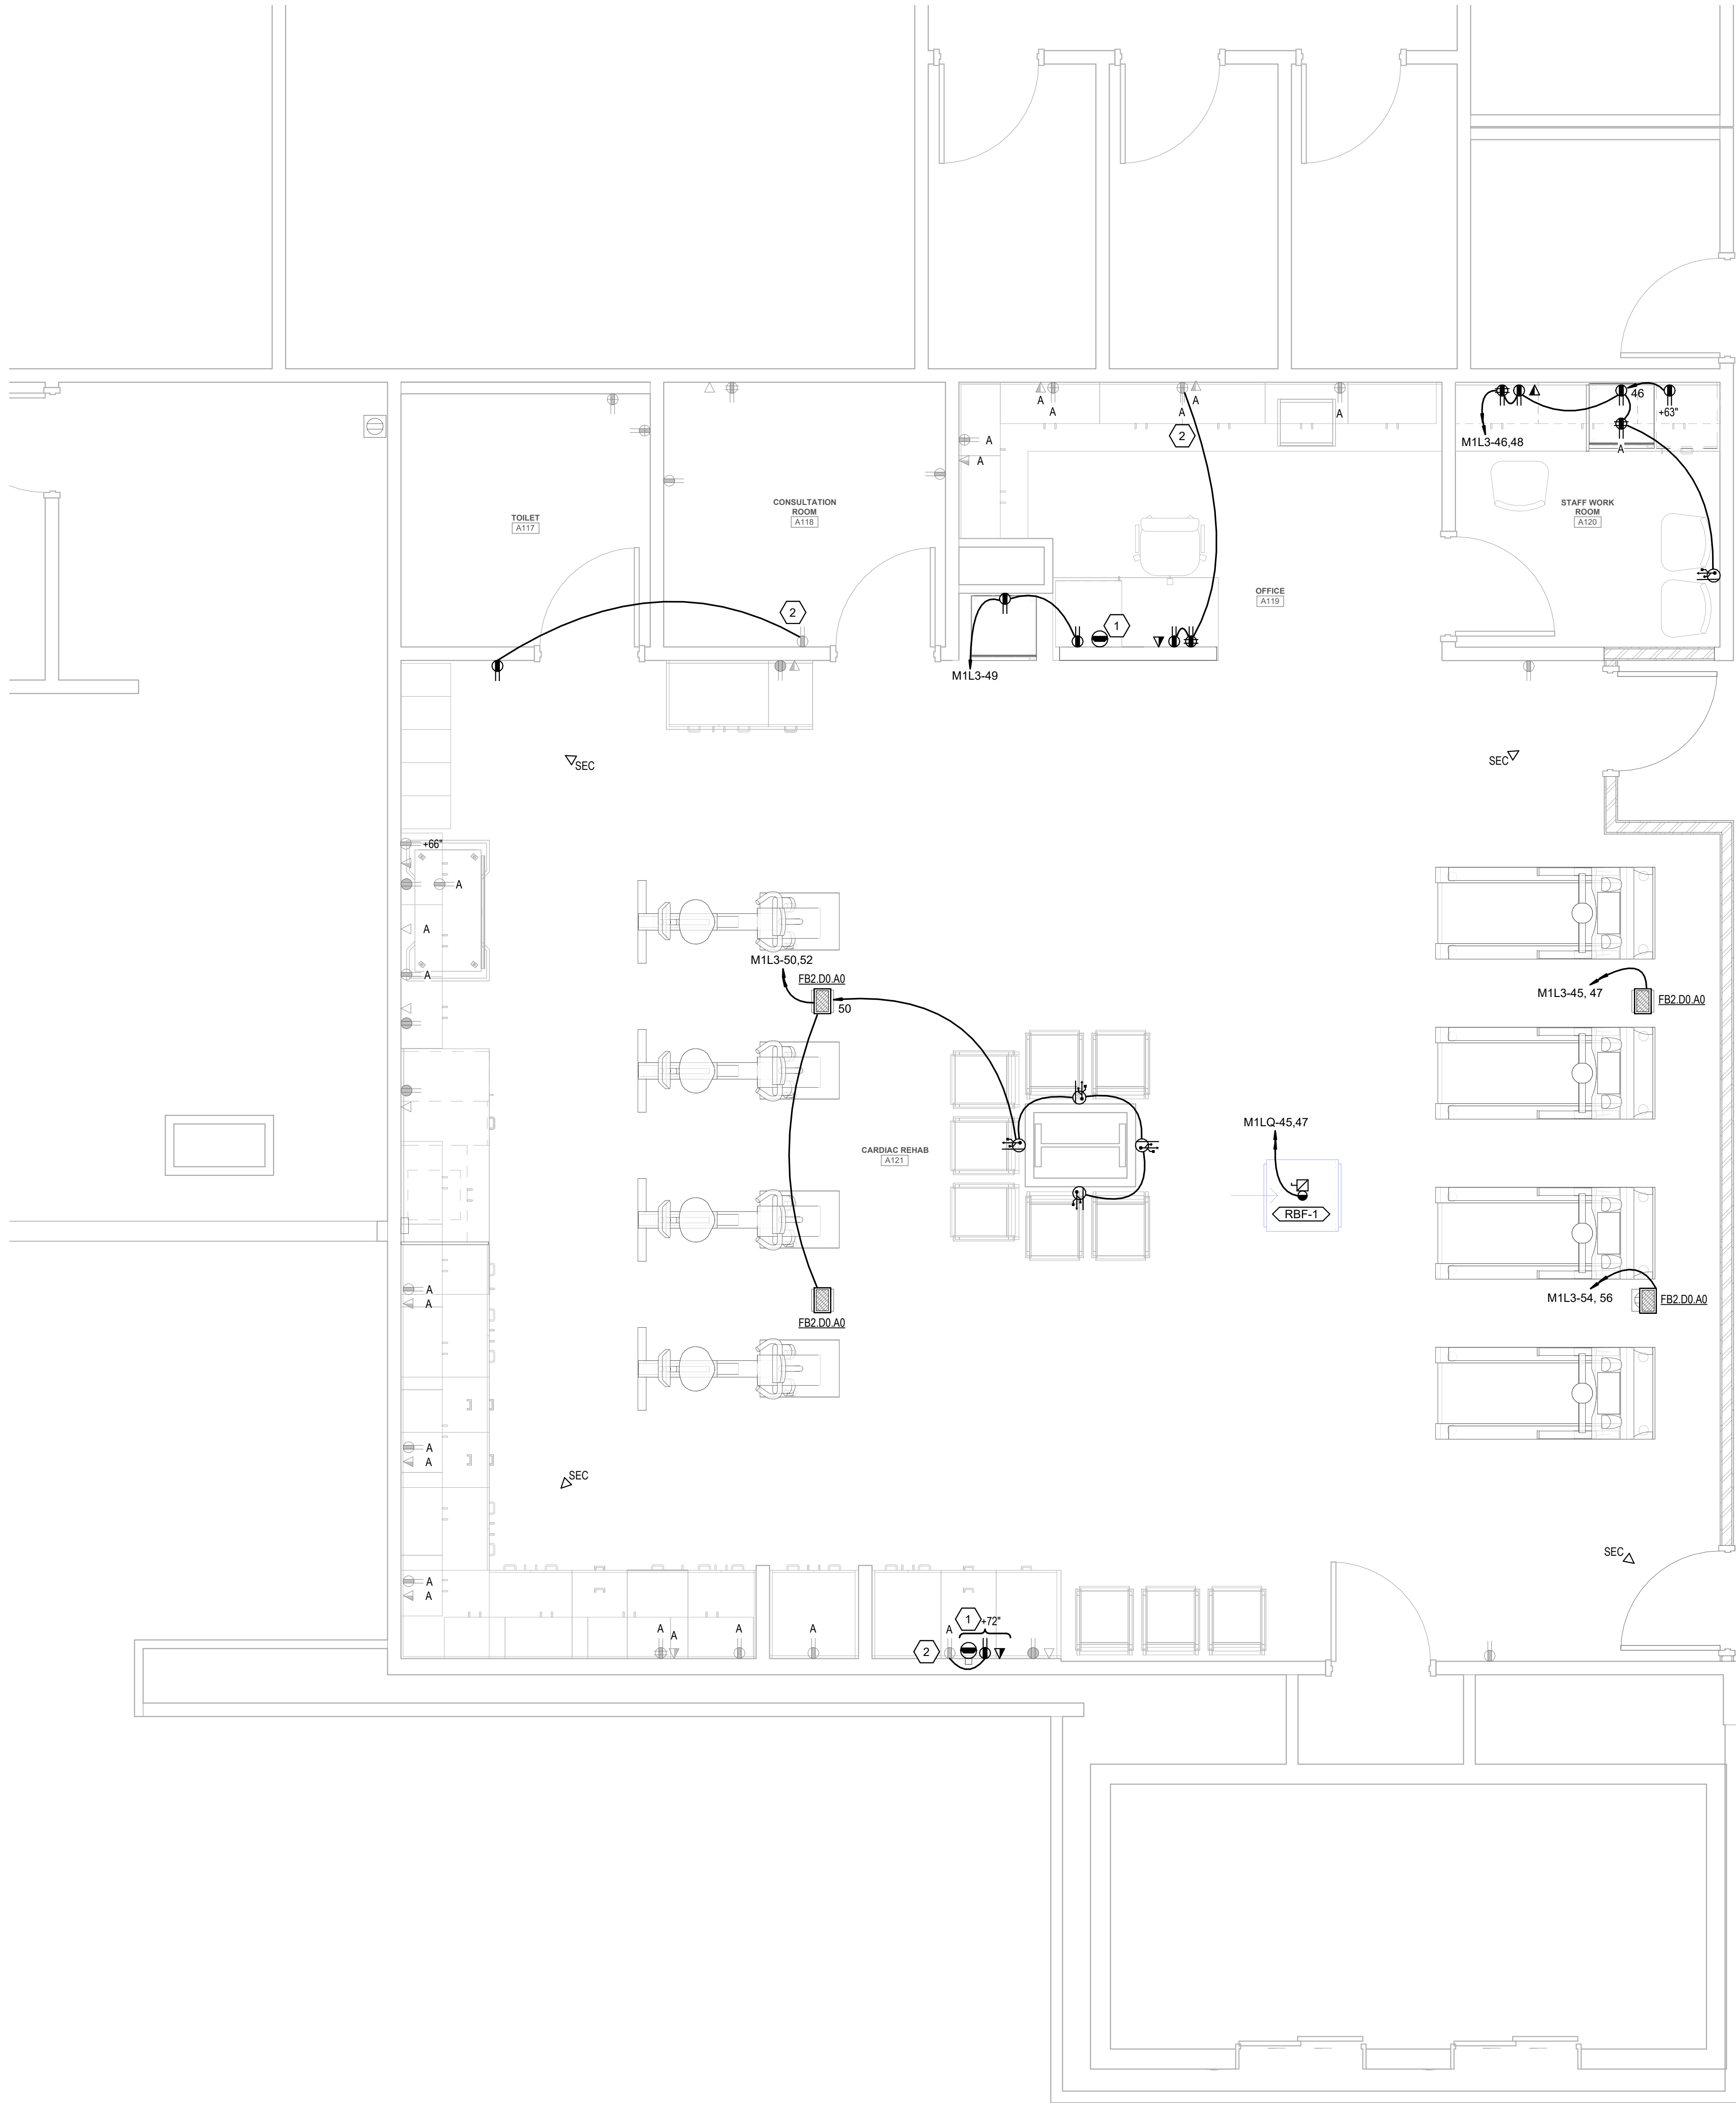 A
A
A
A
A
A
2
46
+63"
M1L3-46,48
A
A
A
CONSULTATION
ROOM
A118
TOILET
A117
STAFF WORK
ROOM
A120
OFFICE
A119
2
1
M1L3-49
SEC
SEC
+66"
A
A
A
M1L3-50,52
FB2.D0.A0
50
M1L3-45, 47
FB2.D0.A0
M1LQ-45,47
CARDIAC REHAB
A121
RBF-1
A
A
M1L3-54, 56
FB2.D0.A0
FB2.D0.A0
A
A
SEC
SEC
A
A
A
A
A
A
A
1
+72"
2